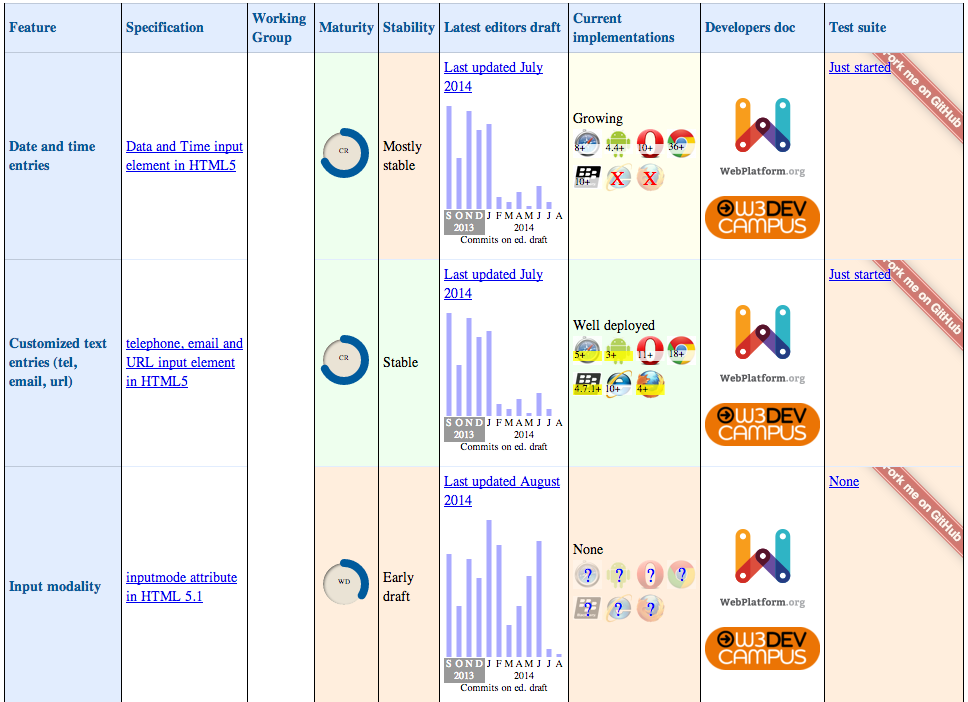 Feature
Specification
Working
Group
Maturity
Stability
Latest editors draft
Current
implementations
Developers doc
Test suite
Date and time
entries
Data and Time input
element in HTML5
CR
Mostly
stable
Last updated July
2014
S O N D J F M A M J J A
2013 2014
Commits on ed. draft
Growing
8+ 4.4+ 10+ 36+
10+ X X
WebPlatform.org
W3DEV
CAMPUS
Just started
Fork me on GitHub
Customized text
entries (tel,
email, url)
telephone, email and
URL input element
in HTML5
CR
Stable
Last updated July
2014
S O N D J F M A M J J A
2013 2014
Commits on ed. draft
Well deployed
5+ 3+ 11+ 18+
4.7.1+ 10+ 4+
WebPlatform.org
W3DEV
CAMPUS
Just started
Fork me on GitHub
Input modality
inputmode attribute
in HTML 5.1
WD
Early
draft
Last updated August
2014
S O N D J F M A M J J A
2013 2014
Commits on ed. draft
None
? ? ? ?
? ? ?
WebPlatform.org
W3DEV
CAMPUS
None
Fork me on GitHub